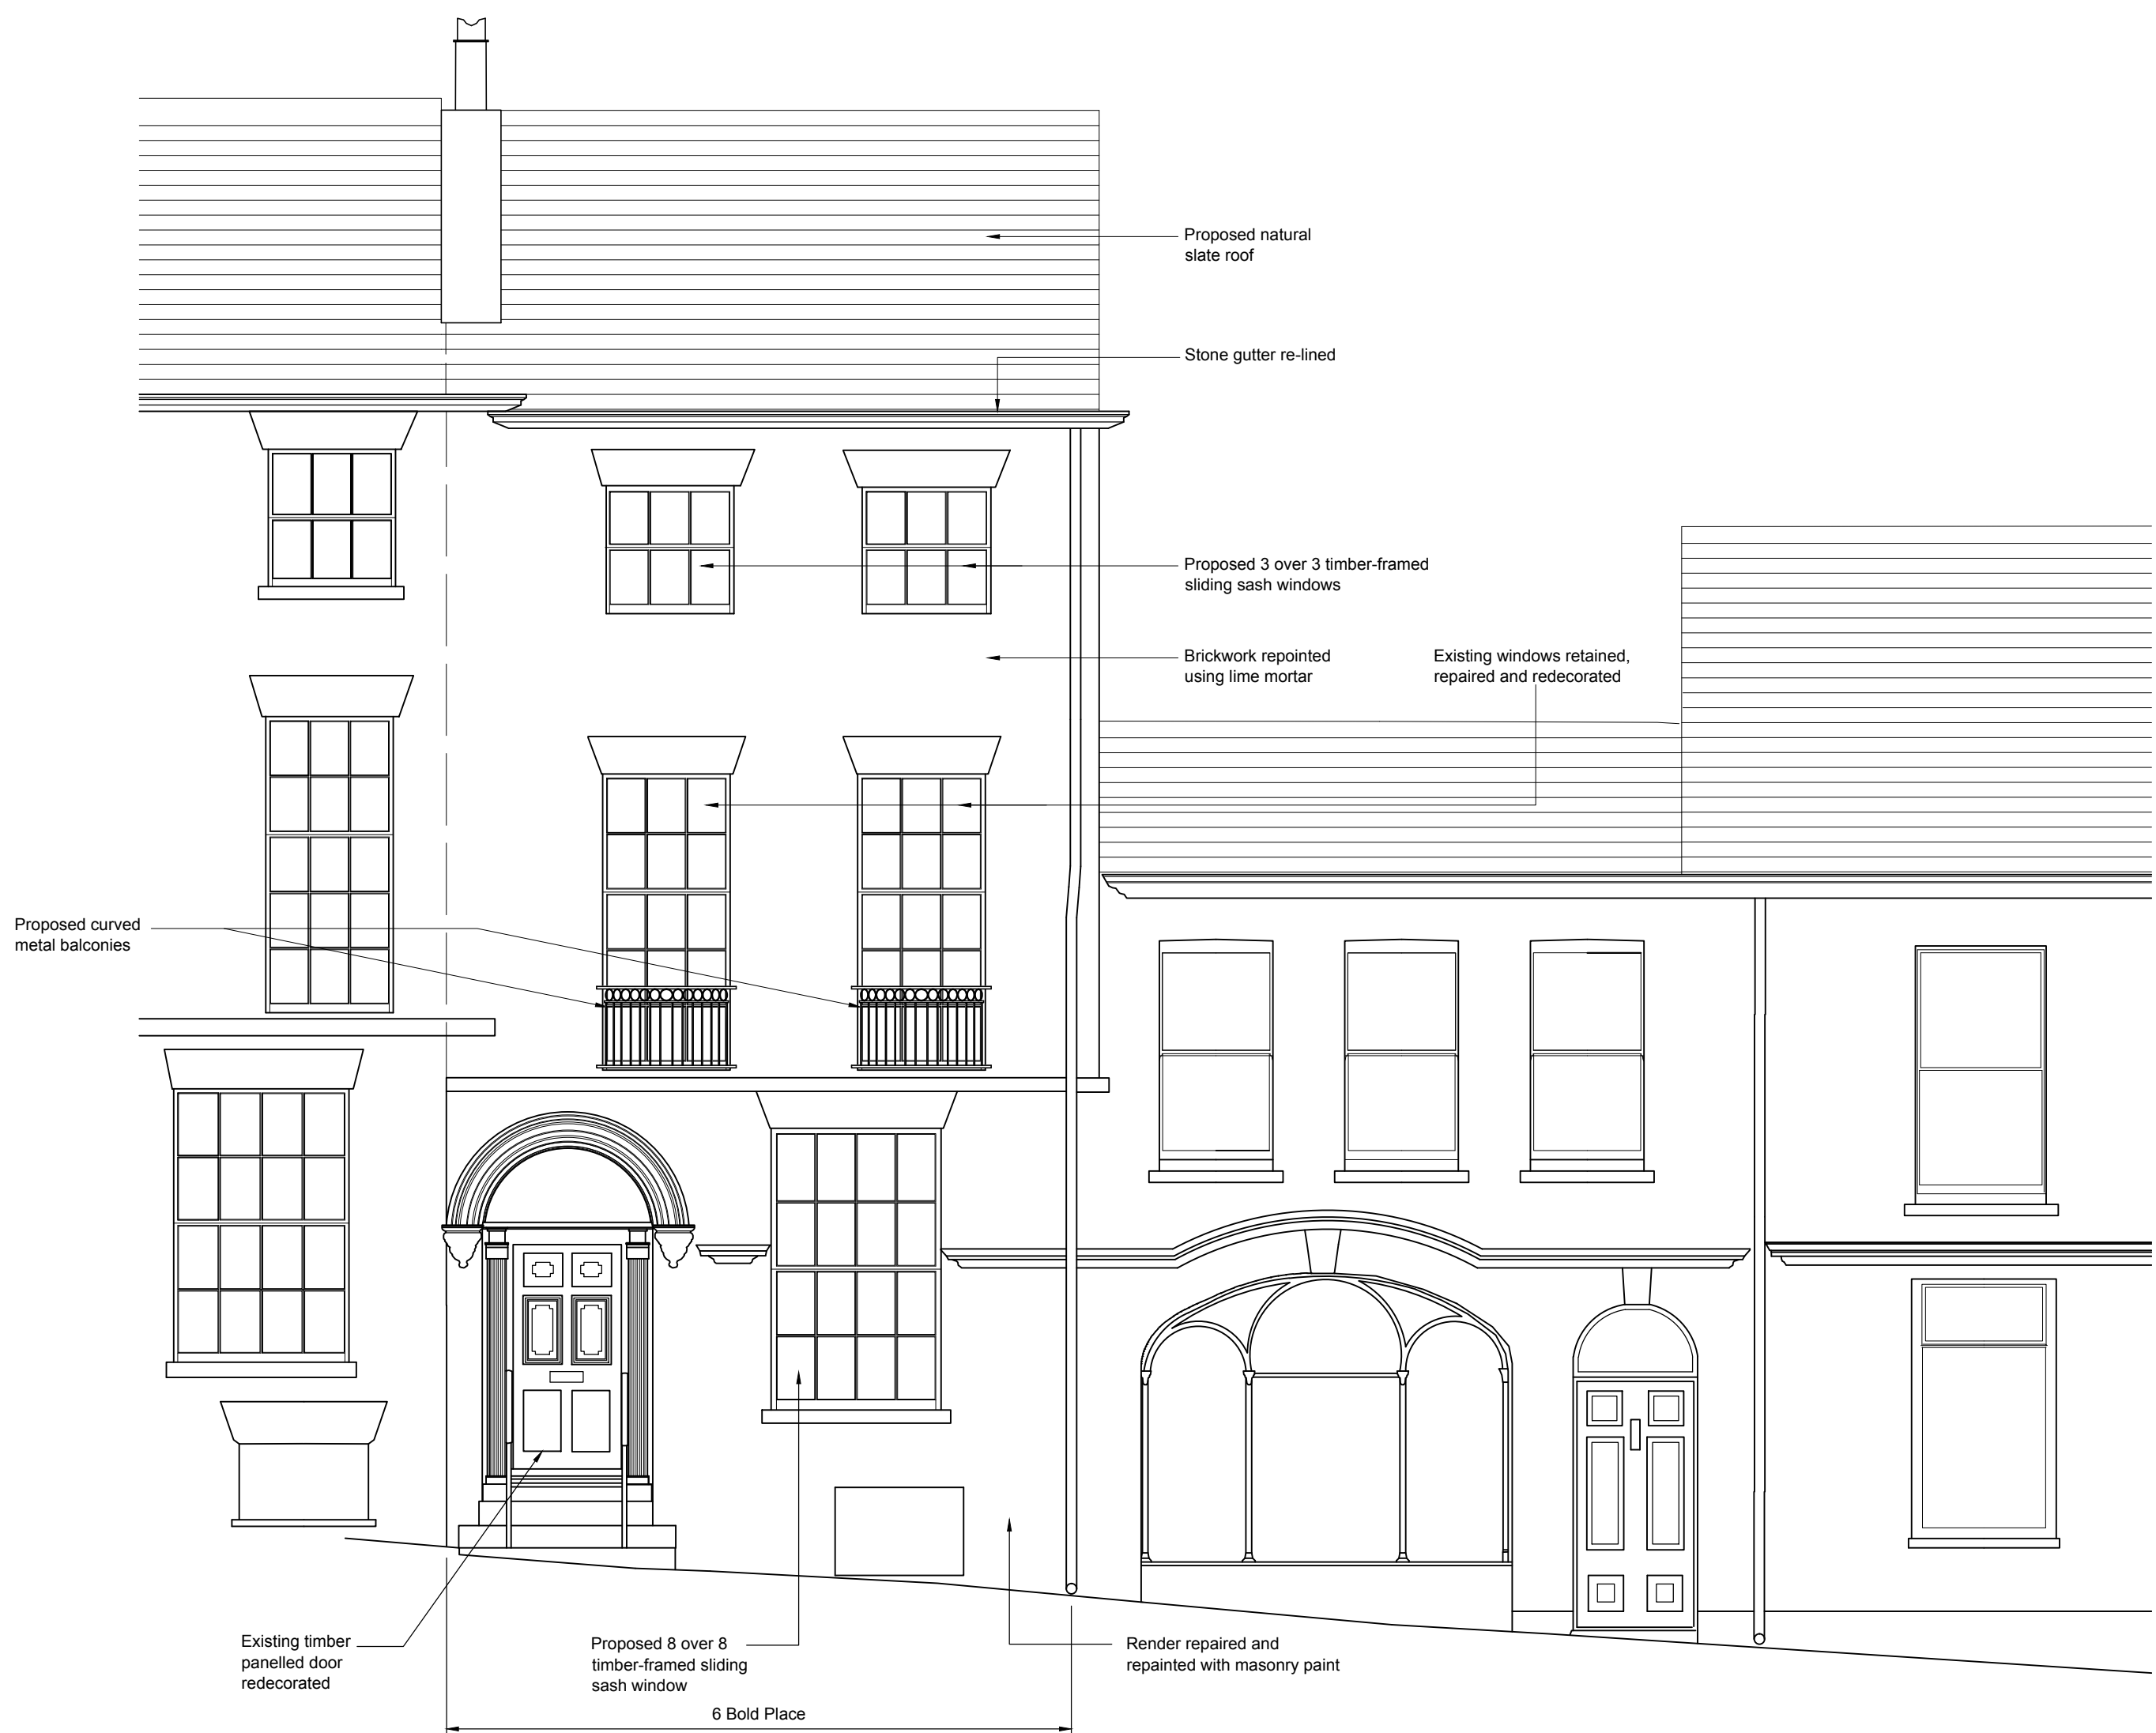 Proposed natural
slate roof
Stone gutter re-lined
Proposed 3 over 3 timber-framed
sliding sash windows
Brickwork repointed
using lime mortar
Existing windows retained,
repaired and redecorated
Proposed curved
metal balconies
Existing timber
panelled door
redecorated
Proposed 8 over 8
timber-framed sliding
sash window
Render repaired and
repainted with masonry paint
6 Bold Place